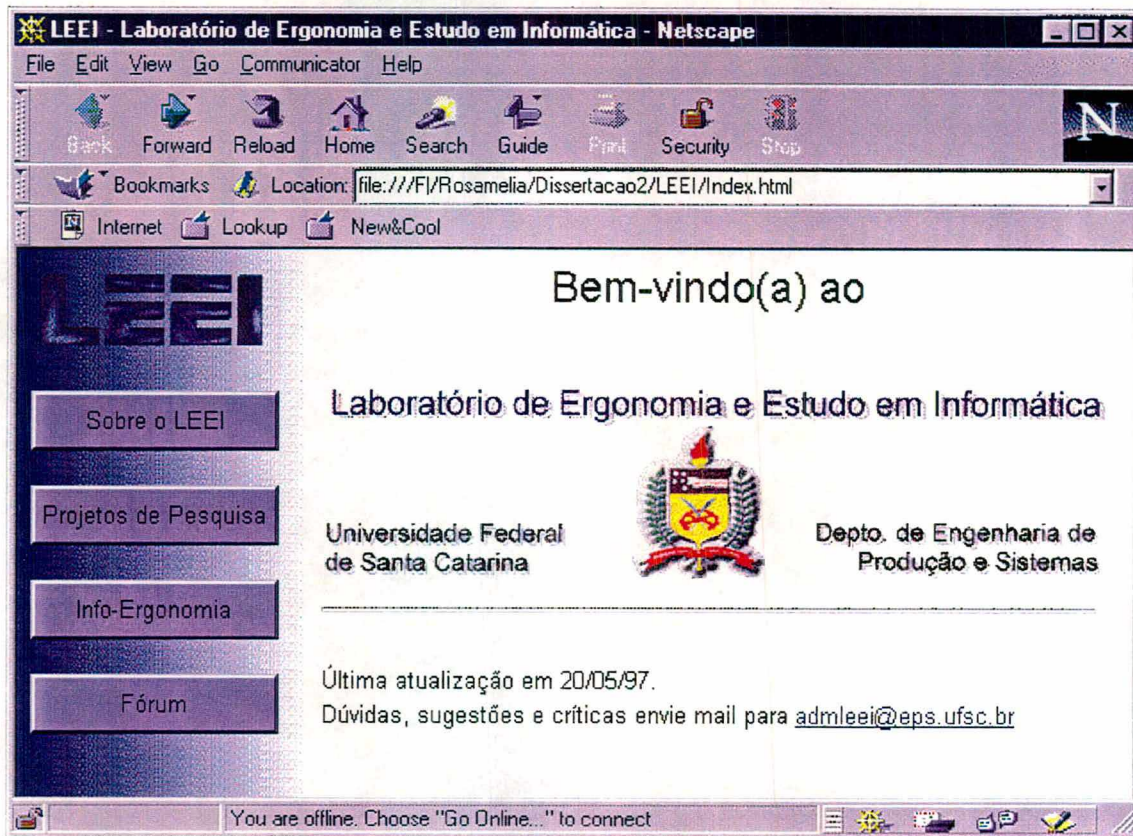 LEEI - Laboratório de Ergonomia e Estudo em Informática - Netscape
File Edit View Go Communicator Help
Back Forward Reload Home Search Guide Print Security Stop
N
Bookmarks Location: file:///F|/Rosamelia/Dissertacao2/LEEI/Index.html
Internet Lookup New&Cool
LEEI
Bem-vindo(a) ao
Laboratório de Ergonomia e Estudo em Informática
Sobre o LEEI
Projetos de Pesquisa
Info-Ergonomia
Fórum
Universidade Federal
de Santa Catarina
Depto. de Engenharia de
Produção e Sistemas
Última atualização em 20/05/97.
Dúvidas, sugestões e críticas envie mail para admleei@eps.ufsc.br
You are offline. Choose "Go Online..." to connect